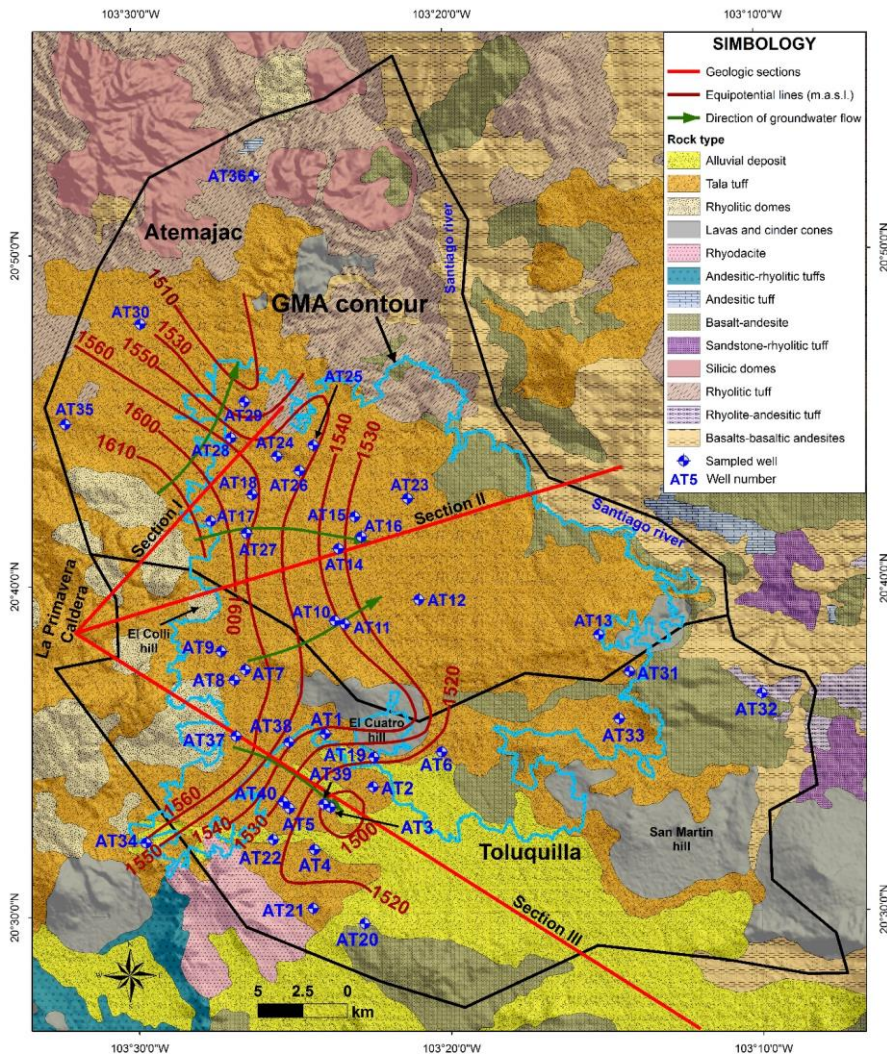 103°30'0"W
103°20'0"W
103°10'0"W
SIMBOLOGY
Geologic sections
Equipotential lines (m.a.s.l.)
Direction of groundwater flow
Rock type
Alluvial deposit
Tala tuff
Rhyolitic domes
Lavas and cinder cones
Rhyodacite
Andesitic-rhyolitic tuffs
Andesitic tuff
Basalt-andesite
Sandstone-rhyolitic tuff
Silicic domes
Rhyolitic tuff
Rhyolite-andesitic tuff
Basalts-basaltic andesites
Sampled well
AT5 Well number
AT36
Atemajac
Santiago river
20°50'0"N
20°50'0"N
GMA contour
1510
AT30
1530
1550
1560
AT25
AT35
1600
AT29
1540
1530
1610
AT28
AT24
AT18
AT26
AT23
Section I
AT17
AT15
AT16
Section II
Santiago river
AT27
AT14
20°40'0"N
20°40'0"N
La Primavera
Caldera
El Colli
hill
600
AT10
AT11
AT12
AT13
AT9
AT8
AT7
AT31
1520
AT32
AT38
AT1
El Cuatro
hill
AT33
AT37
AT19
AT6
AT39
AT2
1560
AT40
AT5
AT3
1540
1530
1500
AT34
1550
AT22
AT4
Toluquilla
San Martín
hill
1520
AT21
AT20
Section III
20°30'0"N
20°30'0"N
5 2.5 0
km
103°30'0"W
103°20'0"W
103°10'0"W